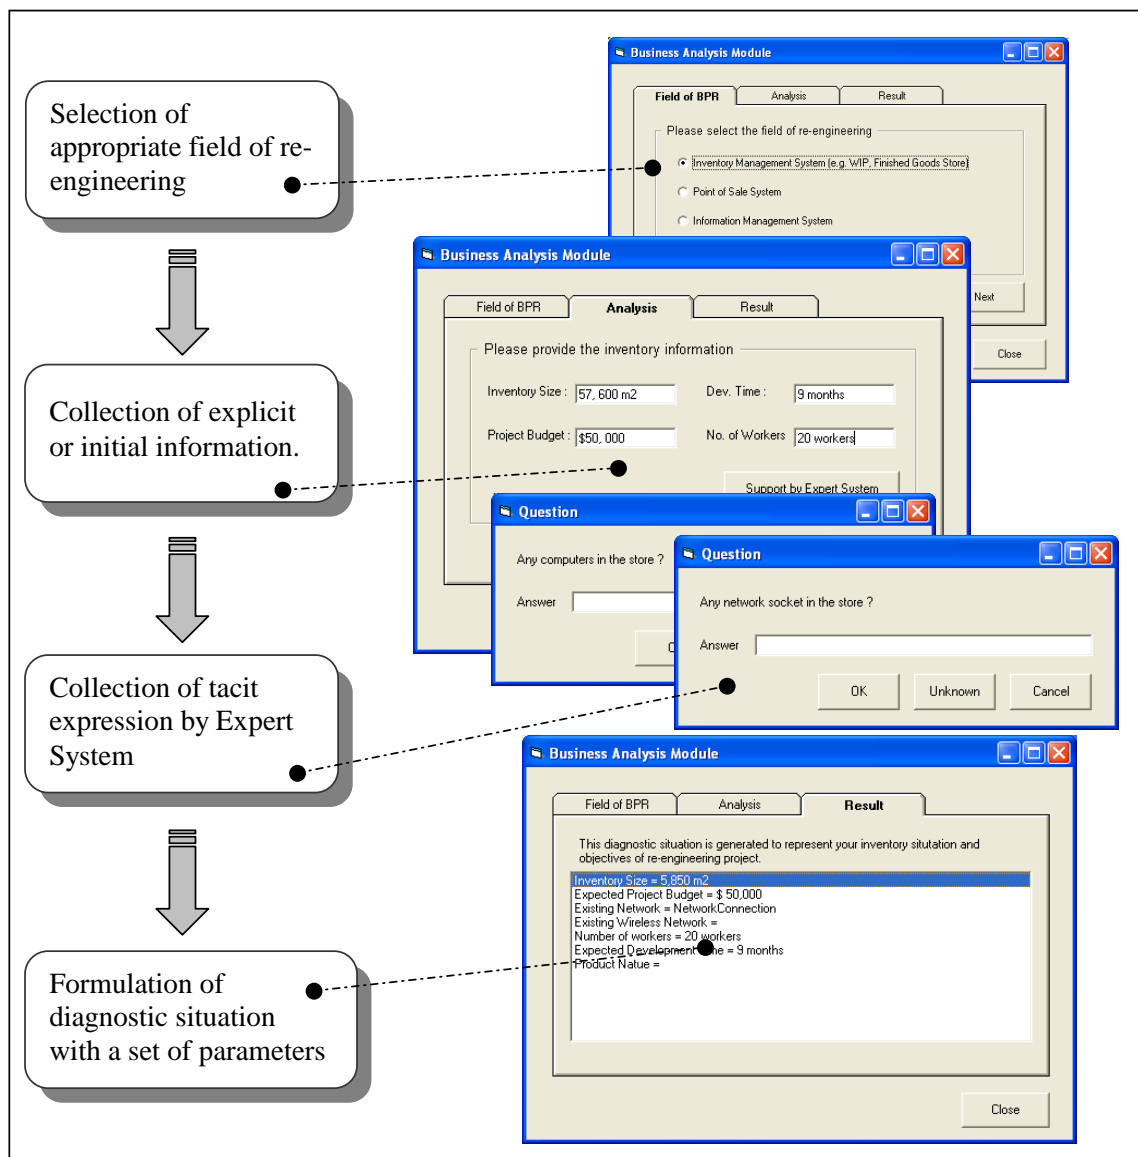 Selection of
appropriate field of re-
engineering
Collection of explicit
or initial information.
Collection of tacit
expression by Expert
System
Formulation of
diagnostic situation
with a set of parameters
Business Analysis Module
Field of BPR Analysis Result
Please select the field of re-engineering
Inventory Management System (e.g. WIP, Finished Goods Store)
Point of Sale System
Information Management System
Next
Close
Business Analysis Module
Field of BPR Analysis Result
Please provide the inventory information
Inventory Size : 57, 600 m2 Dev. Time : 9 months
Project Budget : $50, 000 No. of Workers 20 workers
Support by Expert System
Question
Any computers in the store ?
Answer
Question
Any network socket in the store ?
Answer
OK Unknown Cancel
Business Analysis Module
Field of BPR Analysis Result
This diagnostic situation is generated to represent your inventory situtation and
objectives of re-engineering project.
Inventory Size = 5,850 m2
Expected Project Budget = $ 50,000
Existing Network = NetworkConnection
Existing Wireless Network =
Number of workers = 20 workers
Expected Development Time = 9 months
Product Natue =
Close